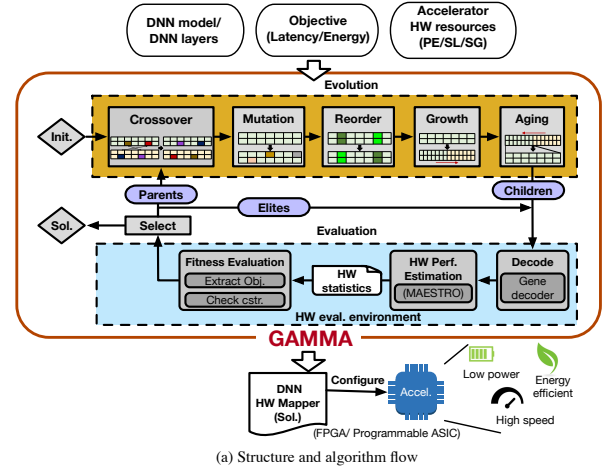 DNN model/
DNN layers
Objective
(Latency/Energy)
Accelerator
HW resources
(PE/SL/SG)
Evolution
Init.
Crossover
Mutation
Reorder
Growth
Aging
Parents
Children
Elites
Sol.
Select
Evaluation
Fitness Evaluation
Extract Obj.
Check cstr.
HW
statistics
HW Perf.
Estimation
(MAESTRO)
Decode
Gene
decoder
HW eval. environment
GAMMA
DNN
HW Mapper
(Sol.)
Configure
Accel.
(FPGA/ Programmable ASIC)
Low power
Energy
efficient
High speed
(a) Structure and algorithm flow